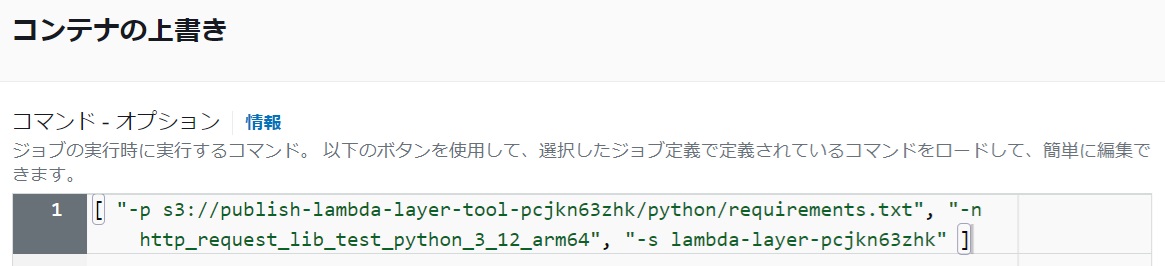 コンテナの上書き
コマンド - オプション 情報
ジョブの実行時に実行するコマンド。 以下のボタンを使用して、選択したジョブ定義で定義されているコマンドをロードして、簡単に編集で
きます。
1 [ "-p s3://publish-lambda-layer-tool-pcjkn63zhk/python/requirements.txt", "-n
http_request_lib_test_python_3_12_arm64", "-s lambda-layer-pcjkn63zhk" ]